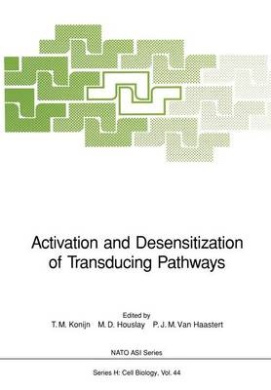 Activation and Desensitization
of Transducing Pathways
Edited by
T. M. Konijn M. D. Houslay P. J. M. Van Haastert
NATO ASI Series
Series H: Cell Biology, Vol. 44